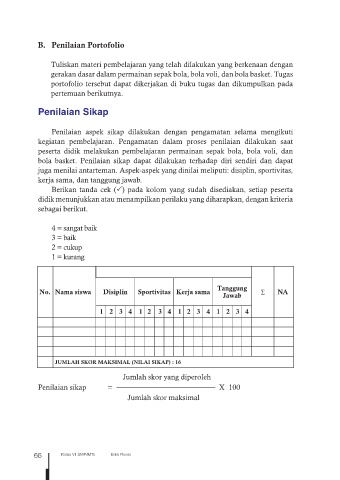 B. Penilaian Portofolio
Tuliskan materi pembelajaran yang telah dilakukan yang berkenaan dengan
gerakan dasar dalam permainan sepak bola, bola voli, dan bola basket. Tugas
portofolio tersebut dapat dikerjakan di buku tugas dan dikumpulkan pada
pertemuan berikutnya.
Penilaian Sikap
Penilaian aspek sikap dilakukan dengan pengamatan selama mengikuti
kegiatan pembelajaran. Pengamatan dalam proses penilaian dilakukan saat
peserta didik melakukan pembelajaran permainan sepak bola, bola voli, dan
bola basket. Penilaian sikap dapat dilakukan terhadap diri sendiri dan dapat
juga menilai antarteman. Aspek-aspek yang dinilai meliputi: disiplin, sportivitas,
kerja sama, dan tanggung jawab.
Berikan tanda cek (✓) pada kolom yang sudah disediakan, setiap peserta
didik menunjukkan atau menampilkan perilaku yang diharapkan, dengan kriteria
sebagai berikut.
4 = sangat baik
3 = baik
2 = cukup
1 = kurang
No. Nama siswa Disiplin Sportivitas Kerja sama Tanggung Jawab Σ NA
1 2 3 4 1 2 3 4 1 2 3 4 1 2 3 4
JUMLAH SKOR MAKSIMAL (NILAI SIKAP) : 16
Jumlah skor yang diperoleh
Penilaian sikap = X 100
Jumlah skor maksimal
66 Kelas VI SD/MI